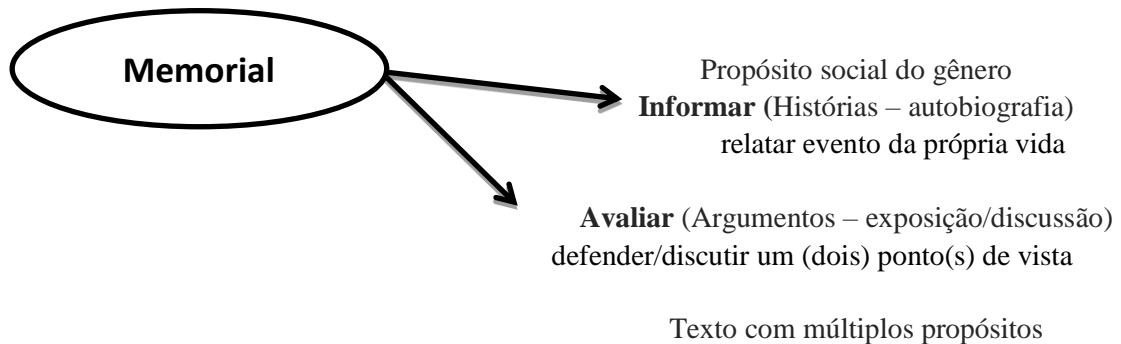 Memorial
Propósito social do gênero
Informar (Histórias – autobiografia)
relatar evento da própria vida
Avaliar (Argumentos – exposição/discussão)
defender/discutir um (dois) ponto(s) de vista
Texto com múltiplos propósitos